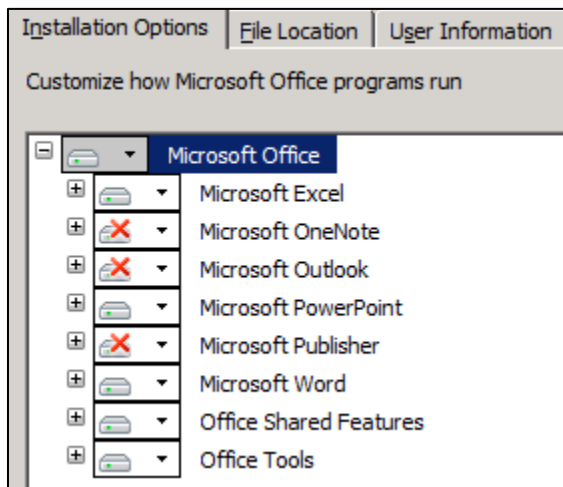 Installation Options File Location User Information
Customize how Microsoft Office programs run
Microsoft Office
Microsoft Excel
Microsoft OneNote
Microsoft Outlook
Microsoft PowerPoint
Microsoft Publisher
Microsoft Word
Office Shared Features
Office Tools